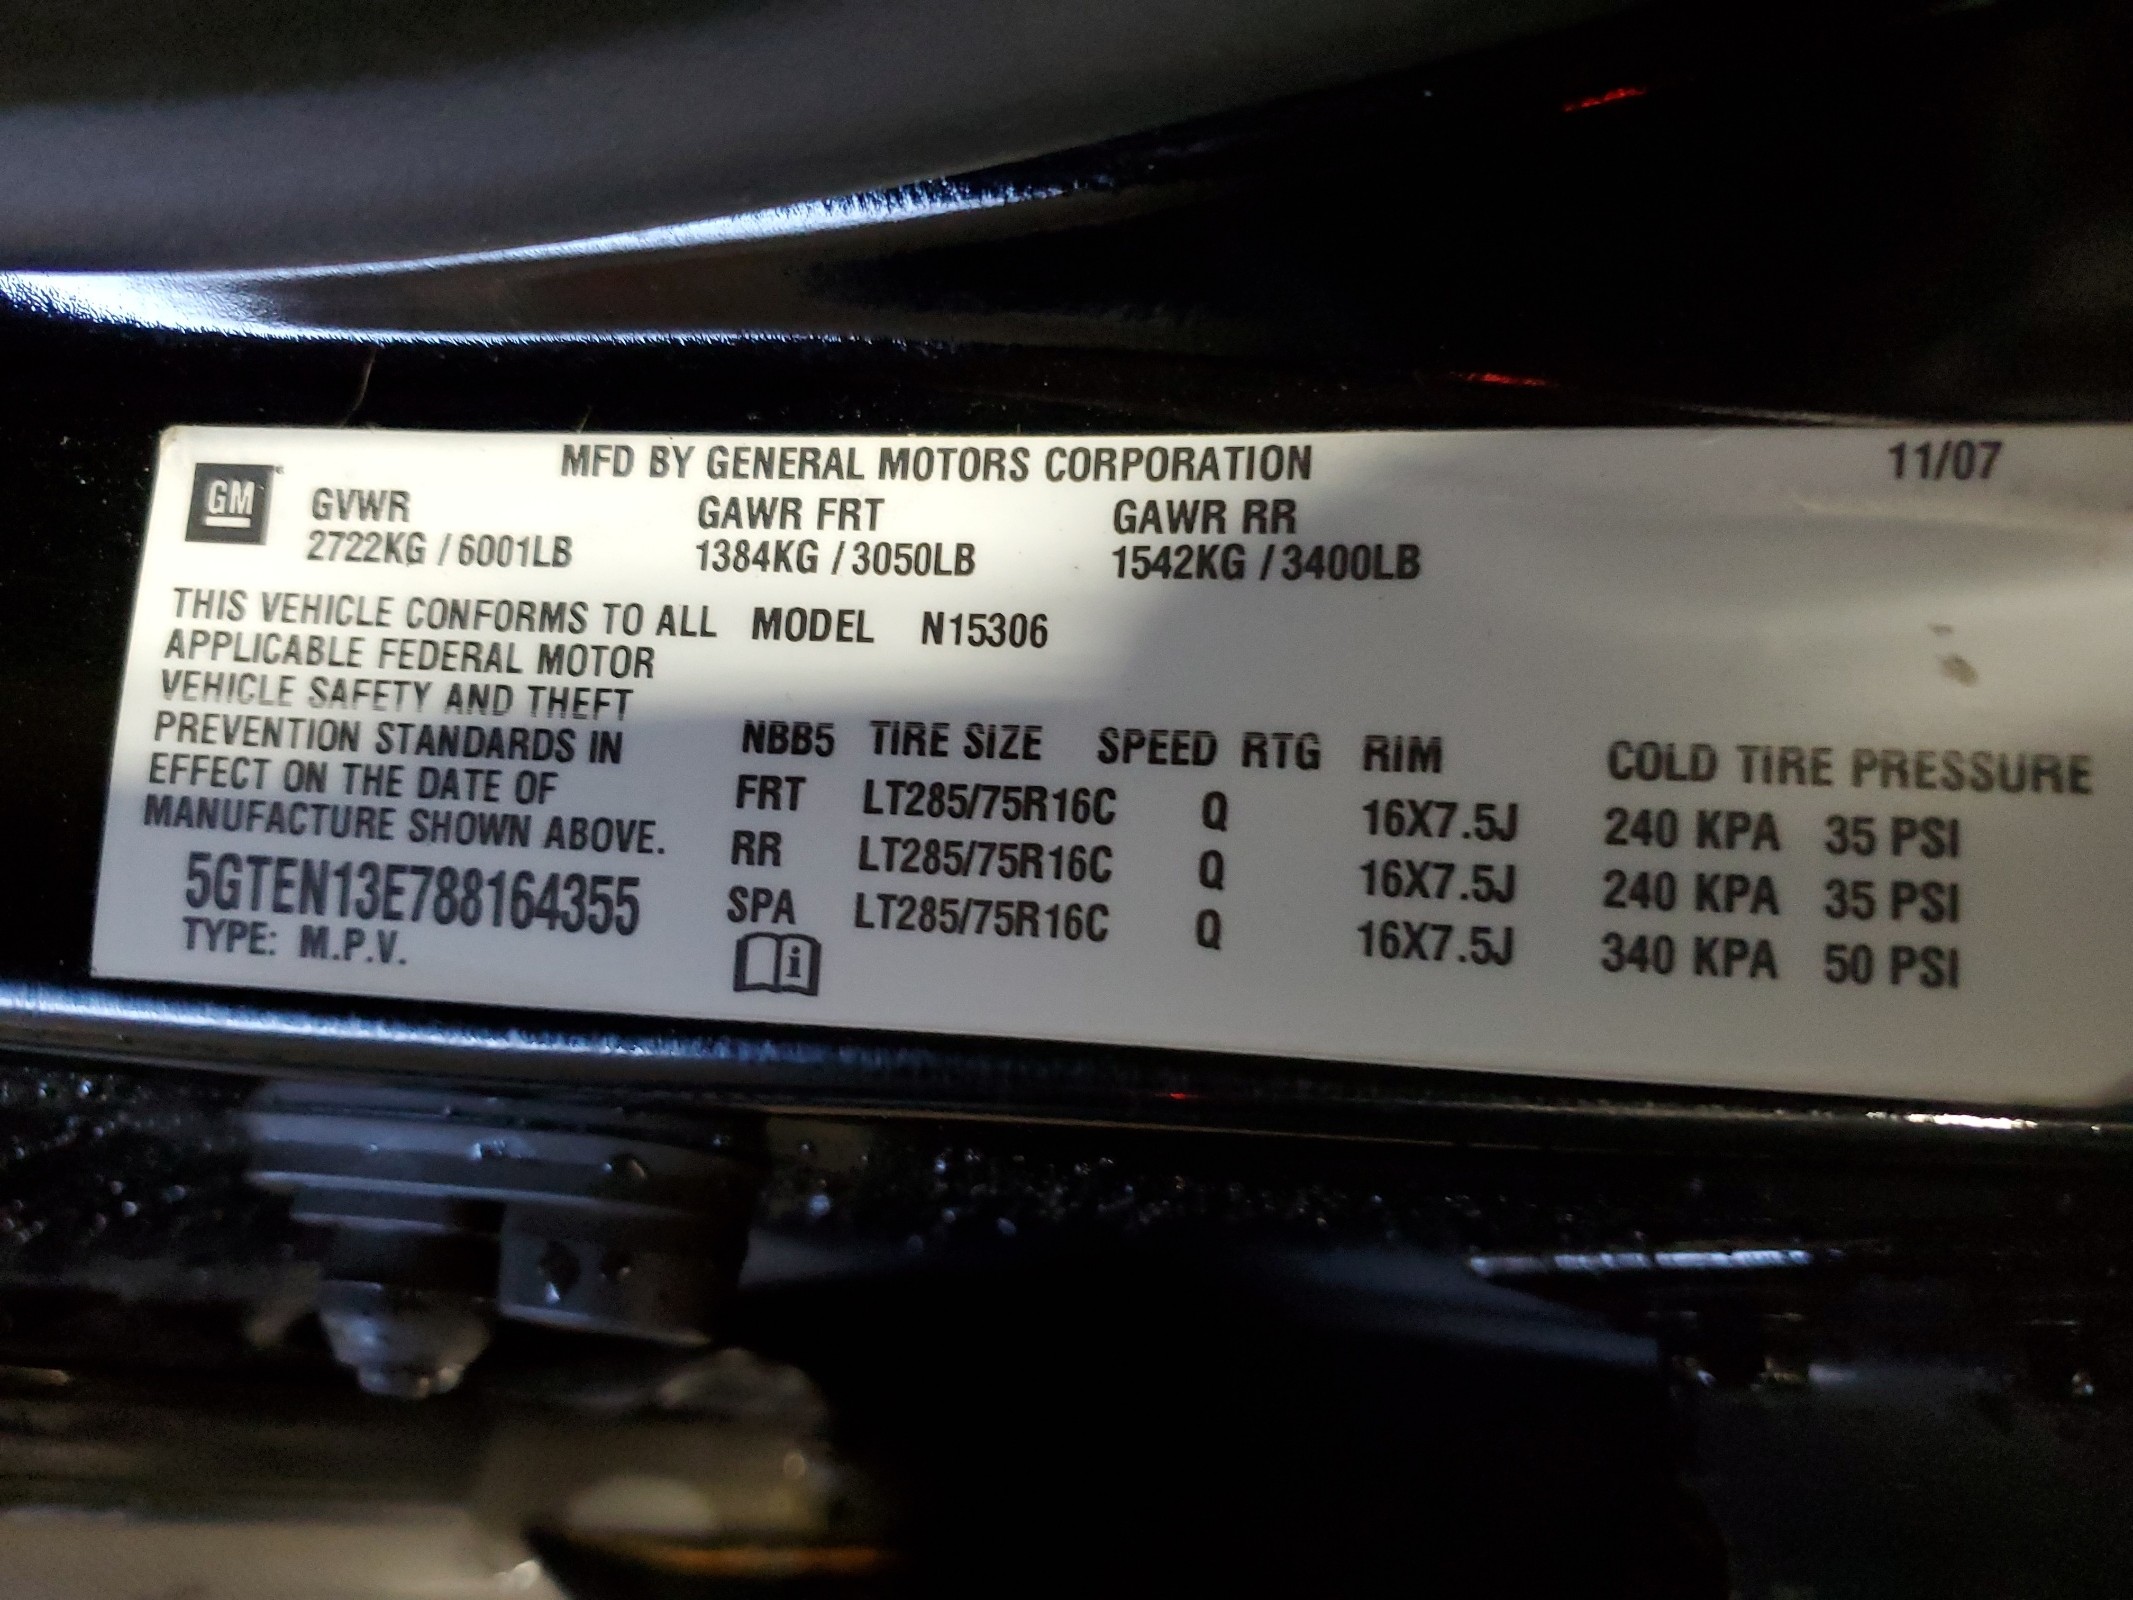 MFD BY GENERAL MOTORS CORPORATION 11/07
GM GVWR GAWR FRT GAWR RR
2722KG / 6001LB 1384KG / 3050LB 1542KG / 3400LB
THIS VEHICLE CONFORMS TO ALL MODEL N15306
APPLICABLE FEDERAL MOTOR
VEHICLE SAFETY AND THEFT
PREVENTION STANDARDS IN
EFFECT ON THE DATE OF
MANUFACTURE SHOWN ABOVE.
5GTEN13E788164355
TYPE: M.P.V.
NBB5 TIRE SIZE SPEED RTG RIM COLD TIRE PRESSURE
FRT LT285/75R16C Q 16X7.5J 240 KPA 35 PSI
RR LT285/75R16C Q 16X7.5J 240 KPA 35 PSI
SPA LT285/75R16C Q 16X7.5J 340 KPA 50 PSI
i